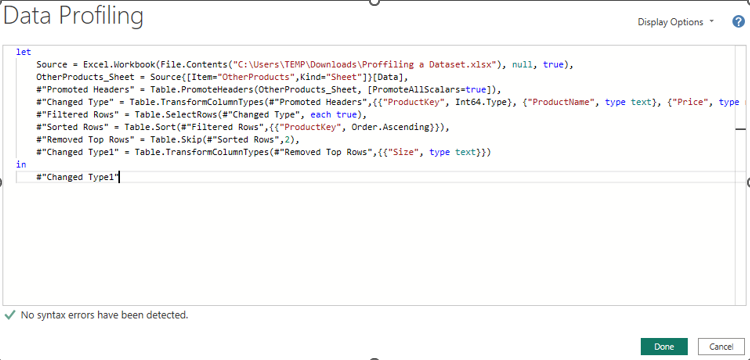 Data Profiling
Display Options
?
let
Source = Excel.Workbook(File.Contents("C:\Users\TEMP\Downloads\Proffiling a Dataset.xlsx"), null, true),
OtherProducts_Sheet = Source{[Item="OtherProducts",Kind="Sheet"]}[Data],
#"Promoted Headers" = Table.PromoteHeaders(OtherProducts_Sheet, [PromoteAllScalars=true]),
#"Changed Type" = Table.TransformColumnTypes(#"Promoted Headers",{{"ProductKey", Int64.Type}, {"ProductName", type text}, {"Price", type
#"Filtered Rows" = Table.SelectRows(#"Changed Type", each true),
#"Sorted Rows" = Table.Sort(#"Filtered Rows",{{"ProductKey", Order.Ascending}}),
#"Removed Top Rows" = Table.Skip(#"Sorted Rows",2),
#"Changed Type1" = Table.TransformColumnTypes(#"Removed Top Rows",{{"Size", type text}})
in
#"Changed Type1"
No syntax errors have been detected.
Done
Cancel